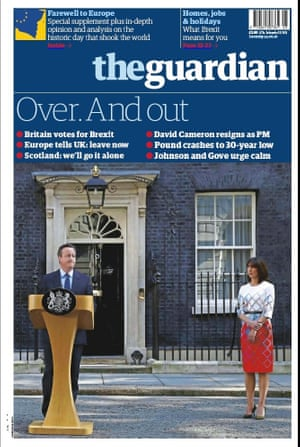 Farewell to Europe
Special supplement plus in-depth
opinion and analysis on the
historic day that shook the world
Inside
Homes, jobs
& holidays
What Brexit
means for you
theguardian
Over. And out
Britain votes for Brexit
Europe tells UK: leave now
Scotland: we'll go it alone
David Cameron resigns as PM
Pound crashes to 30-year low
Johnson and Gove urge calm